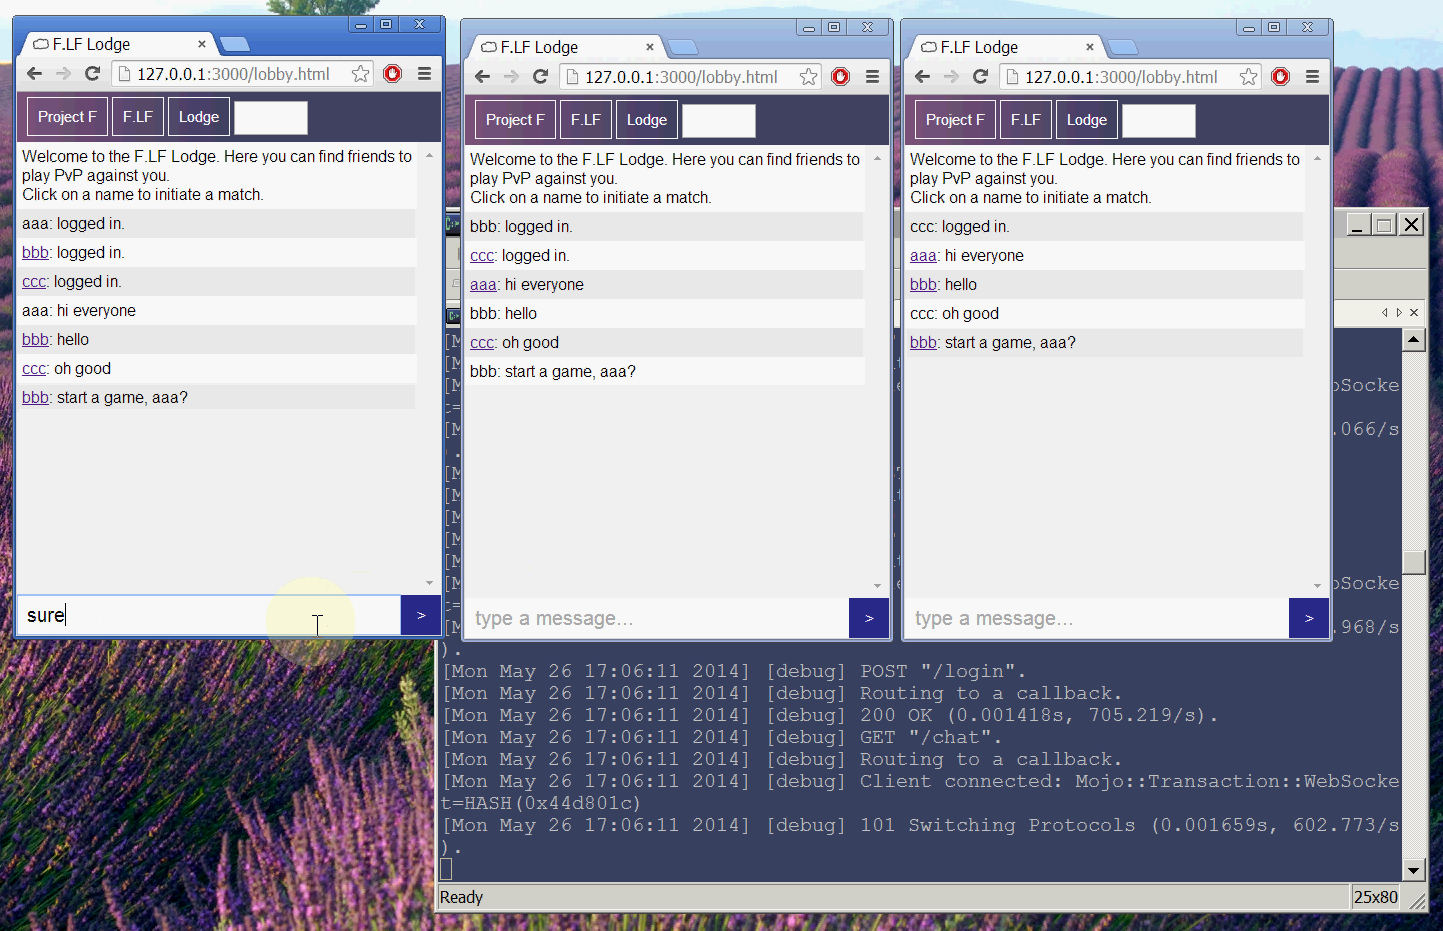 F.LF Lodge
127.0.0.1:3000/lobby.html
Project F
F.LF
Lodge
Welcome to the F.LF Lodge. Here you can find friends to
play PvP against you.
Click on a name to initiate a match.
aaa: logged in.
bbb: logged in.
ccc: logged in.
aaa: hi everyone
bbb: hello
ccc: oh good
bbb: start a game, aaa?
sure
>
F.LF Lodge
127.0.0.1:3000/lobby.html
Project F
F.LF
Lodge
Welcome to the F.LF Lodge. Here you can find friends to
play PvP against you.
Click on a name to initiate a match.
bbb: logged in.
ccc: logged in.
aaa: hi everyone
bbb: hello
ccc: oh good
bbb: start a game, aaa?
type a message...
>
F.LF Lodge
127.0.0.1:3000/lobby.html
Project F
F.LF
Lodge
Welcome to the F.LF Lodge. Here you can find friends to
play PvP against you.
Click on a name to initiate a match.
ccc: logged in.
aaa: hi everyone
bbb: hello
ccc: oh good
bbb: start a game, aaa?
type a message...
>
bSocke
.066/s
bSocke
.968/s
).
[Mon May 26 17:06:11 2014] [debug] POST "/login".
[Mon May 26 17:06:11 2014] [debug] Routing to a callback.
[Mon May 26 17:06:11 2014] [debug] 200 OK (0.001418s, 705.219/s).
[Mon May 26 17:06:11 2014] [debug] GET "/chat".
[Mon May 26 17:06:11 2014] [debug] Routing to a callback.
[Mon May 26 17:06:11 2014] [debug] Client connected: Mojo::Transaction::WebSocke
t=HASH(0x44d801c)
[Mon May 26 17:06:11 2014] [debug] 101 Switching Protocols (0.001659s, 602.773/s
).
Ready
25x80